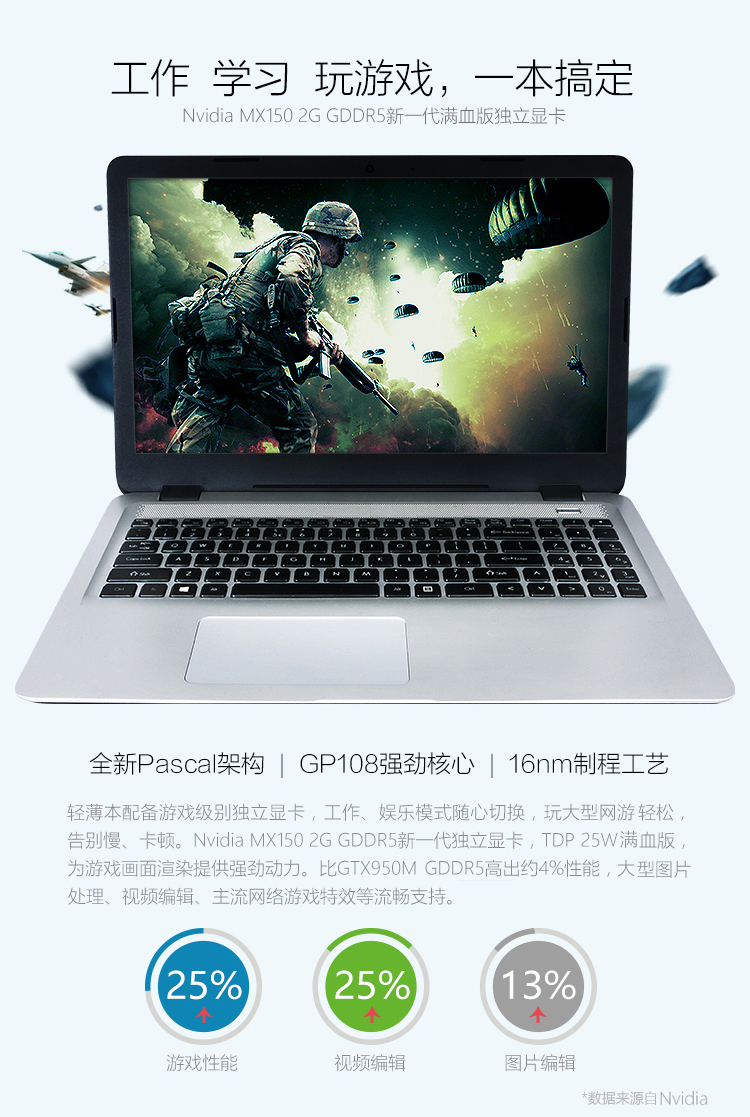 工作 学习 玩游戏，一本搞定
Nvidia MX150 2G GDDR5新一代满血版独立显卡
全新Pascal架构 | GP108强劲核心 | 16nm制程工艺
轻薄本配备游戏级别独立显卡，工作、娱乐模式随心切换，玩大型网游轻松，
告别慢、卡顿。Nvidia MX150 2G GDDR5新一代独立显卡，TDP 25W满血版，
为游戏画面渲染提供强劲动力。比GTX950M GDDR5高出约4%性能，大型图片
处理、视频编辑、主流网络游戏特效等流畅支持。
25% 25% 13%
游戏性能 视频编辑 图片编辑
*数据来源自Nvidia